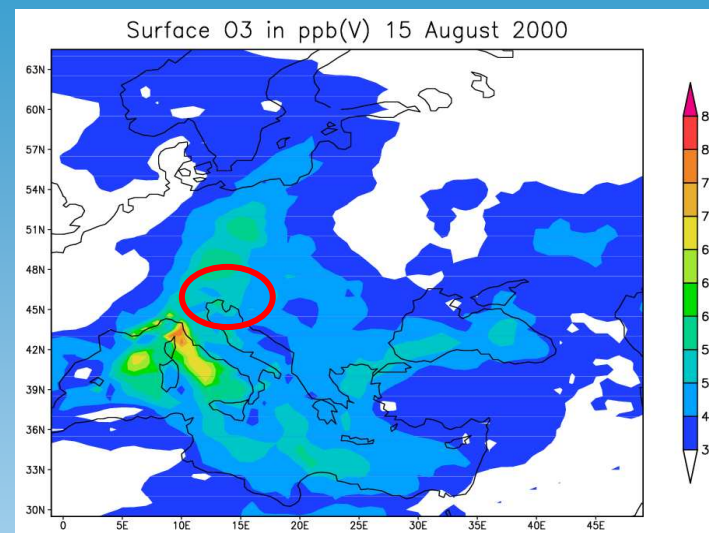 Surface O3 in ppb(V) 15 August 2000
63N
60N
57N
54N
51N
48N
45N
42N
39N
36N
33N
30N
0 5E 10E 15E 20E 25E 30E 35E 40E 45E
8
8
7
7
6
6
6
5
5
4
3